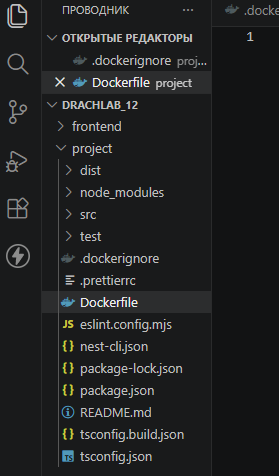 ПРОВОДНИК
ОТКРЫТЫЕ РЕДАКТОРЫ
.dockerignore proj...
Dockerfile project
DRACHLAB_12
frontend
project
dist
node_modules
src
test
.dockerignore
.prettierrc
Dockerfile
eslint.config.mjs
nest-cli.json
package-lock.json
package.json
README.md
tsconfig.build.json
tsconfig.json
.docke
1